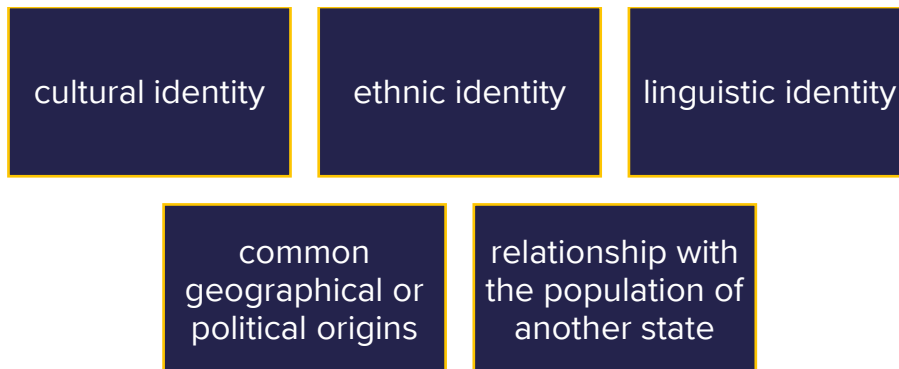 cultural identity
ethnic identity
linguistic identity
common
geographical or
political origins
relationship with
the population of
another state